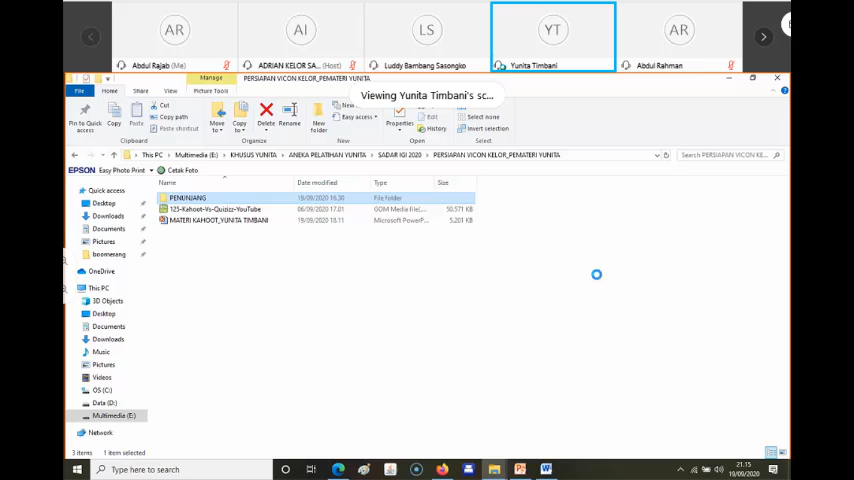 AR
AI
LS
YT
AR
Abdul Rajab (Me)
ADRIAN KELOR SA... (Host)
Luddy Bambang Sasongko
Yunita Timbani
Abdul Rahman
Manage
PERSIAPAN VICON KELOR_PEMATERI YUNITA
File
Home
Share
View
Picture Tools
Viewing Yunita Timbani's sc...
Pin to Quick access
Copy
Paste
Cut
Copy path
Paste shortcut
Move to
Copy to
Delete
Rename
New folder
Easy access
Properties
Edit
History
Select none
Invert selection
Clipboard
Organize
New
Open
Select
This PC
Multimedia (E:)
KHUSUS YUNITA
ANEKA PELATIHAN YUNITA
SADAR IGI 2020
PERSIAPAN VICON KELOR_PEMATERI YUNITA
Search PERSIAPAN VICON KE...
EPSON Easy Photo Print
Cetak Foto
Name
Date modified
Type
Size
PENUNJANG
19/09/2020 16.30
File folder
125-Kahoot-Vs-Quizizz-YouTube
06/09/2020 17.01
GOM Media file(...
50.571 KB
MATERI KAHOOT_YUNITA TIMBANI
19/09/2020 18.11
Microsoft PowerP...
5.201 KB
Quick access
Desktop
Downloads
Documents
Pictures
boomerang
OneDrive
This PC
3D Objects
Desktop
Documents
Downloads
Music
Pictures
Videos
OS (C:)
Data (D:)
Multimedia (E:)
Network
3 items
1 item selected
Type here to search
21.15
19/09/2020